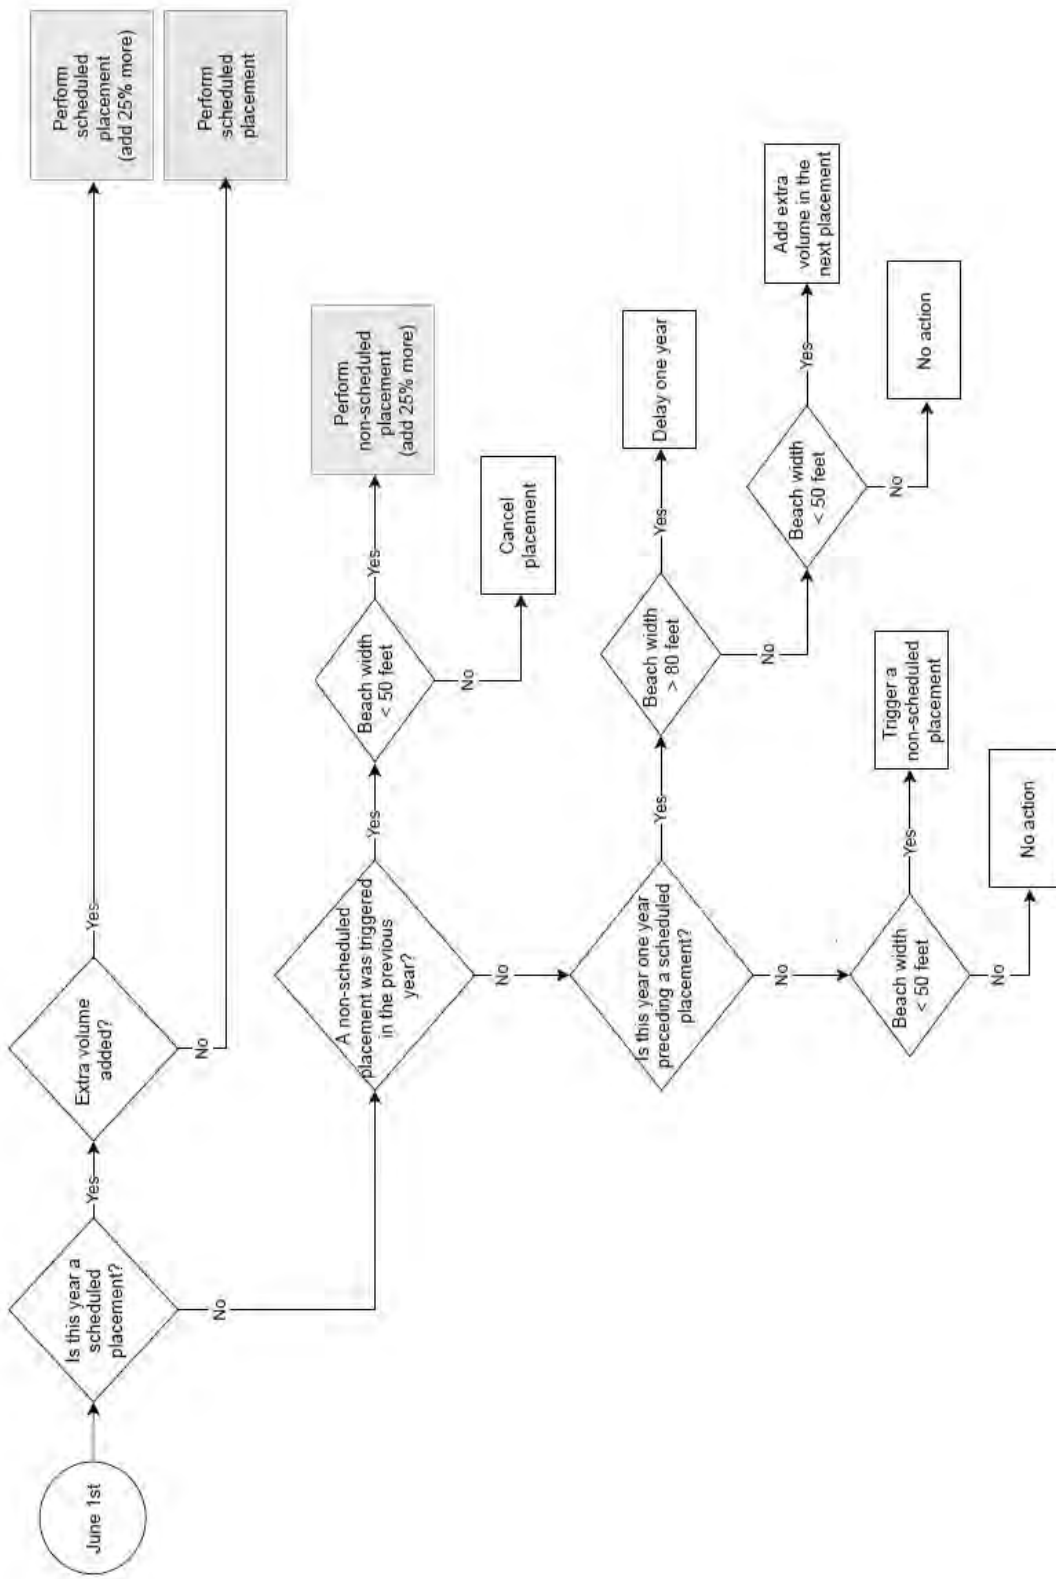 June 1st
Is this year a
scheduled
placement?
Yes
No
Extra volume
added?
Yes
No
Perform
scheduled
placement
(add 25% more)
Perform
scheduled
placement
A non-scheduled
placement was triggered
in the previous
year?
Yes
No
Beach width
< 50 feet
Yes
No
Perform
non-scheduled
placement
(add 25% more)
Cancel
placement
Is this year one year
preceding a scheduled
placement?
Yes
No
Beach width
> 80 feet
Yes
No
Delay one year
Beach width
< 50 feet
Yes
No
Add extra
volume in the
next placement
No action
Beach width
< 50 feet
Yes
No
Trigger a
non-scheduled
placement
No action